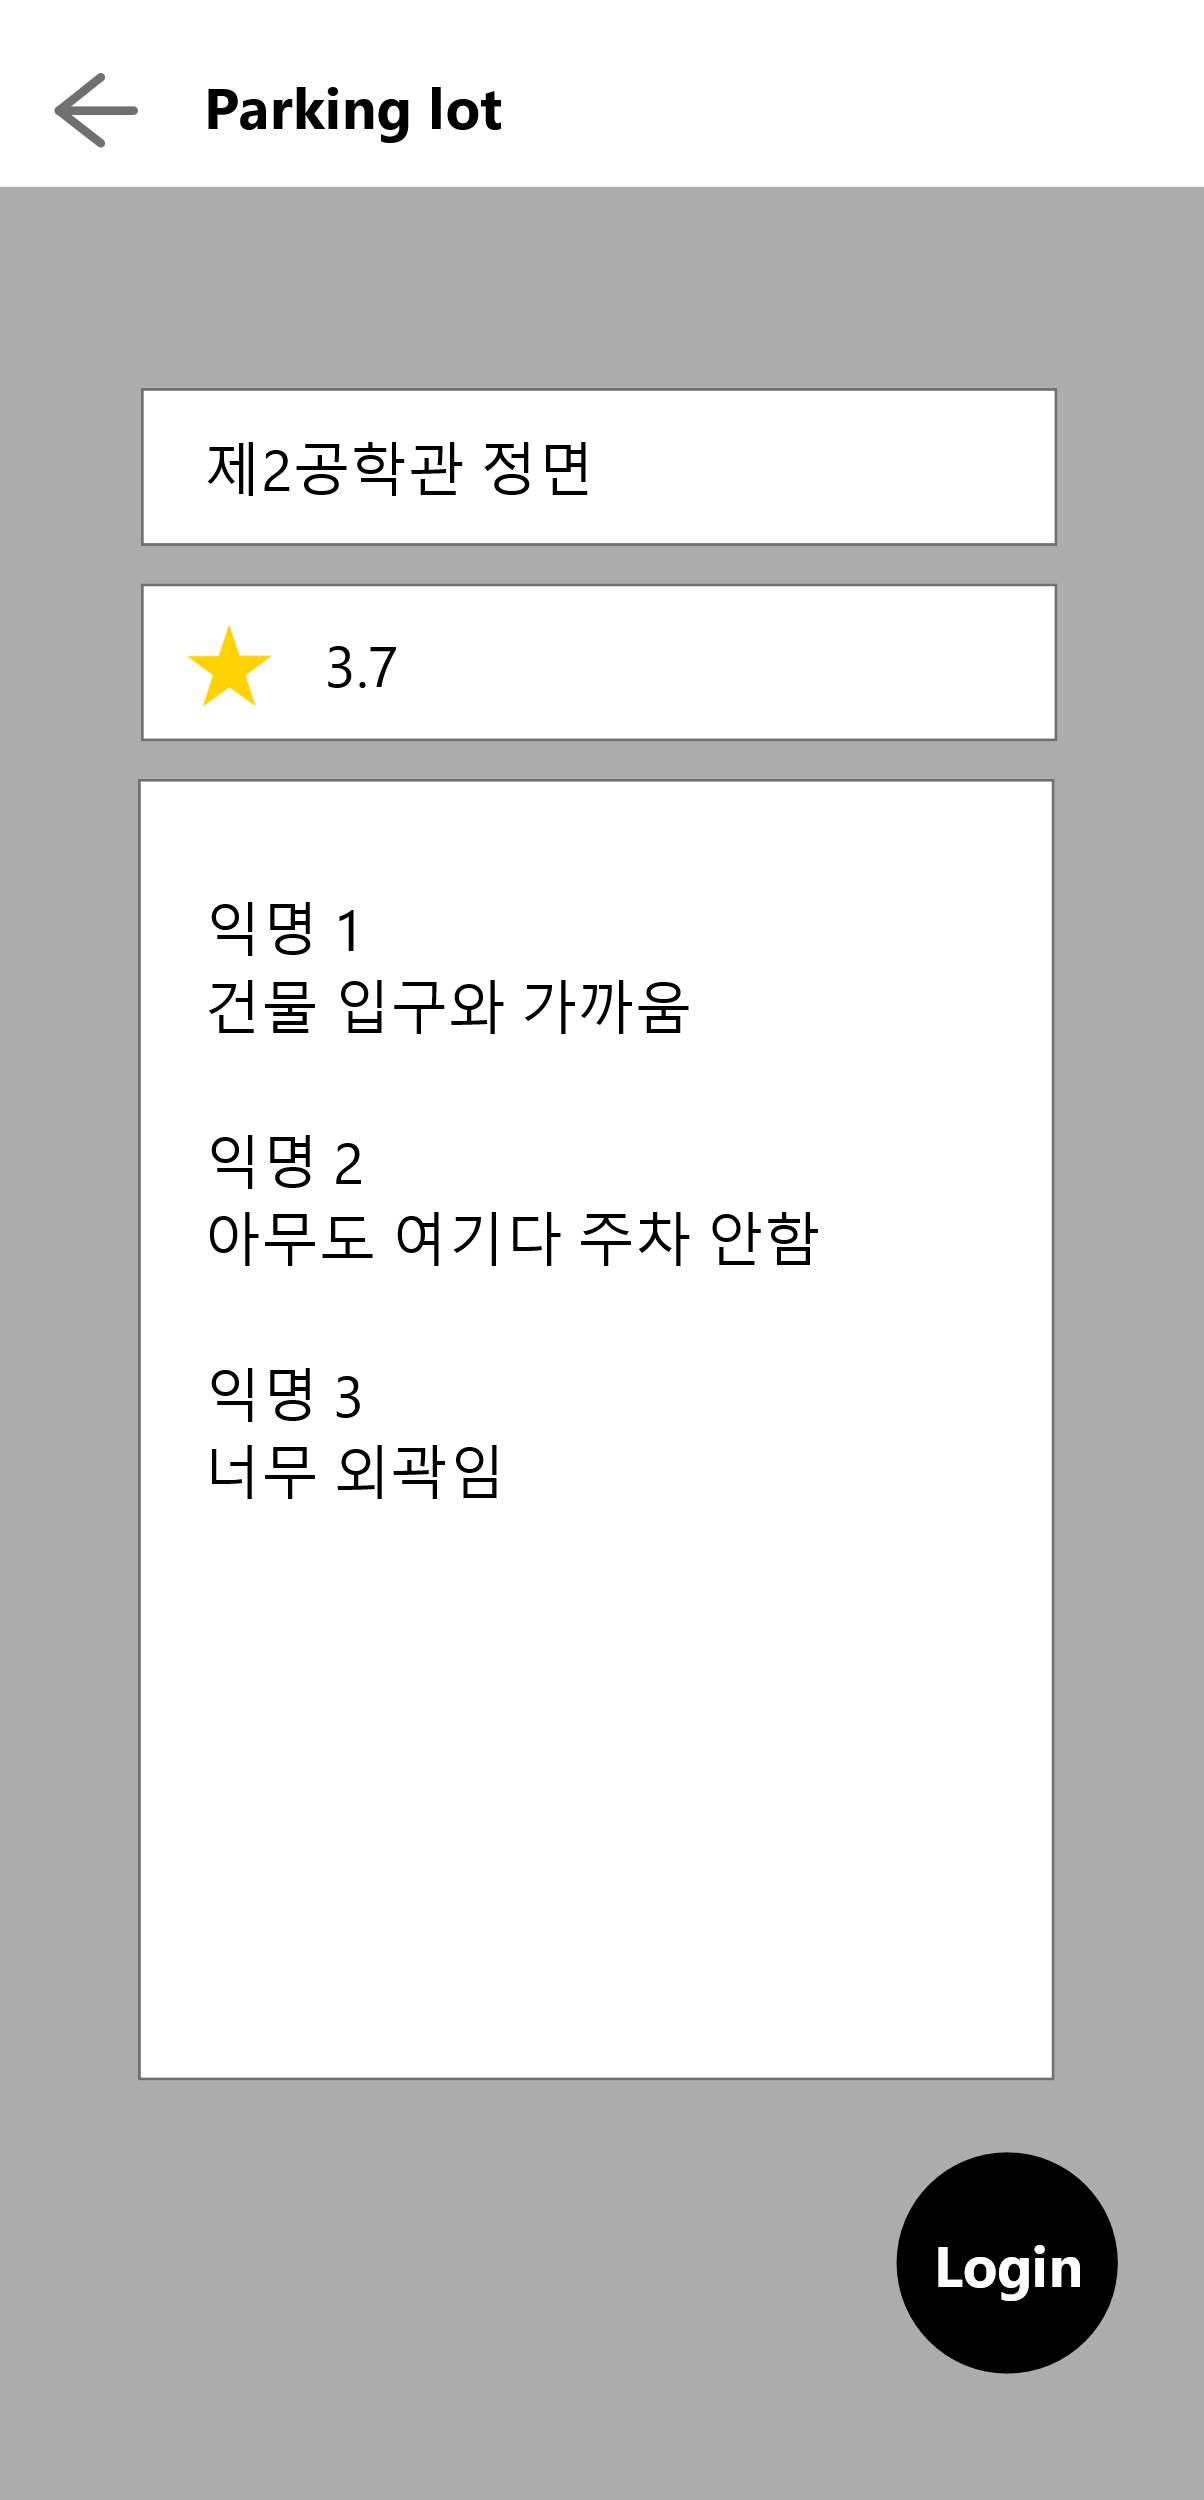 Parking lot
제2공학관 정면
3.7
익명 1
건물 입구와 가까움
익명 2
아무도 여기다 주차 안함
익명 3
너무 외곽임
Login